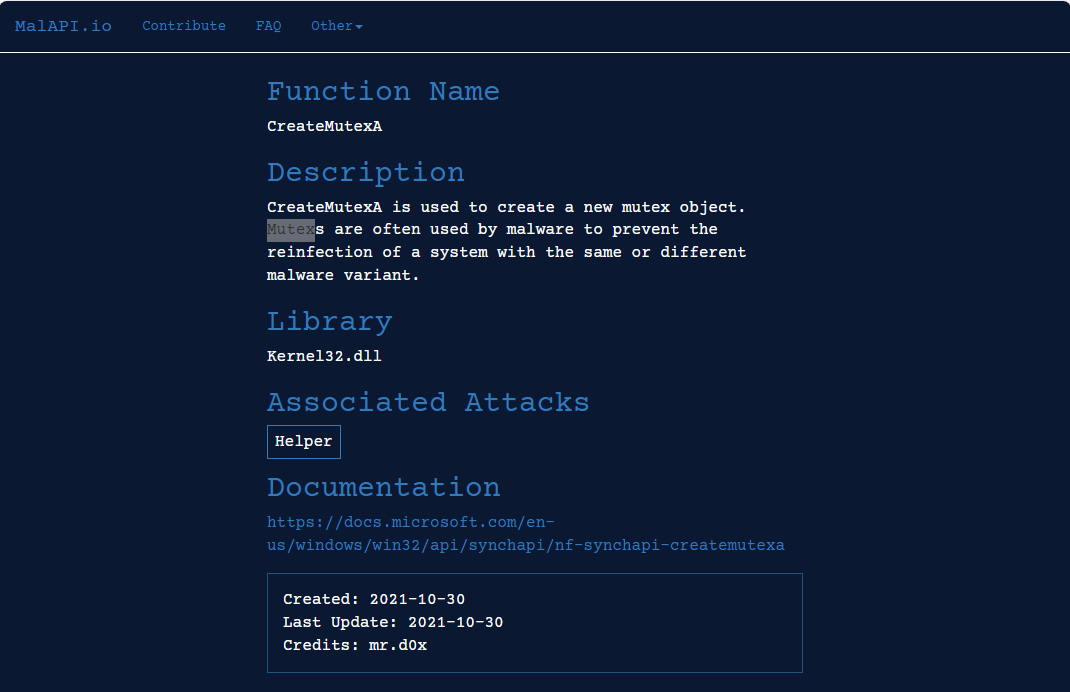 MalAPI.io Contribute FAQ Other
Function Name
CreateMutexA
Description
CreateMutexA is used to create a new mutex object.
Mutexs are often used by malware to prevent the
reinfection of a system with the same or different
malware variant.
Library
Kernel32.dll
Associated Attacks
Helper
Documentation
https://docs.microsoft.com/en-
us/windows/win32/api/synchapi/nf-synchapi-createmutexa
Created: 2021-10-30
Last Update: 2021-10-30
Credits: mr.d0x